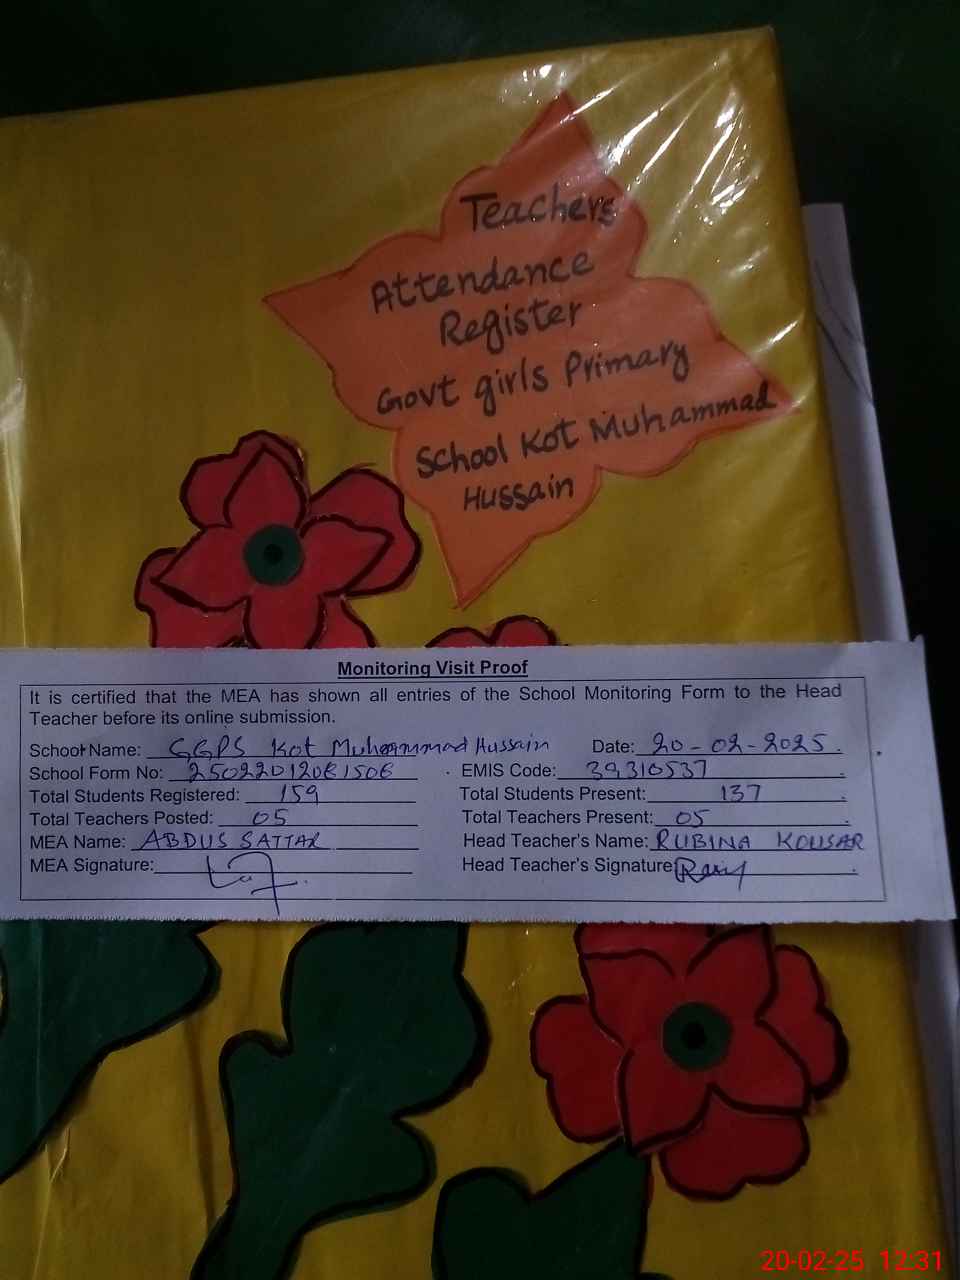 Teachers
Attendance
Register
Govt girls Primary
School Kot Muhammad
Hussain
Monitoring Visit Proof
It is certified that the MEA has shown all entries of the School Monitoring Form to the Head
Teacher before its online submission.
School Name: GGPS Kot Muhammad Hussain Date: 20-02-2025
School Form No: EMIS Code: 39310537
Total Students Registered: 159 Total Students Present: 137
Total Teachers Posted: 05 Total Teachers Present: 05
MEA Name: ABDUS SATTAR Head Teacher's Name: RUBINA KOUSAR
MEA Signature: Head Teacher's Signature
20-02-25 12:31